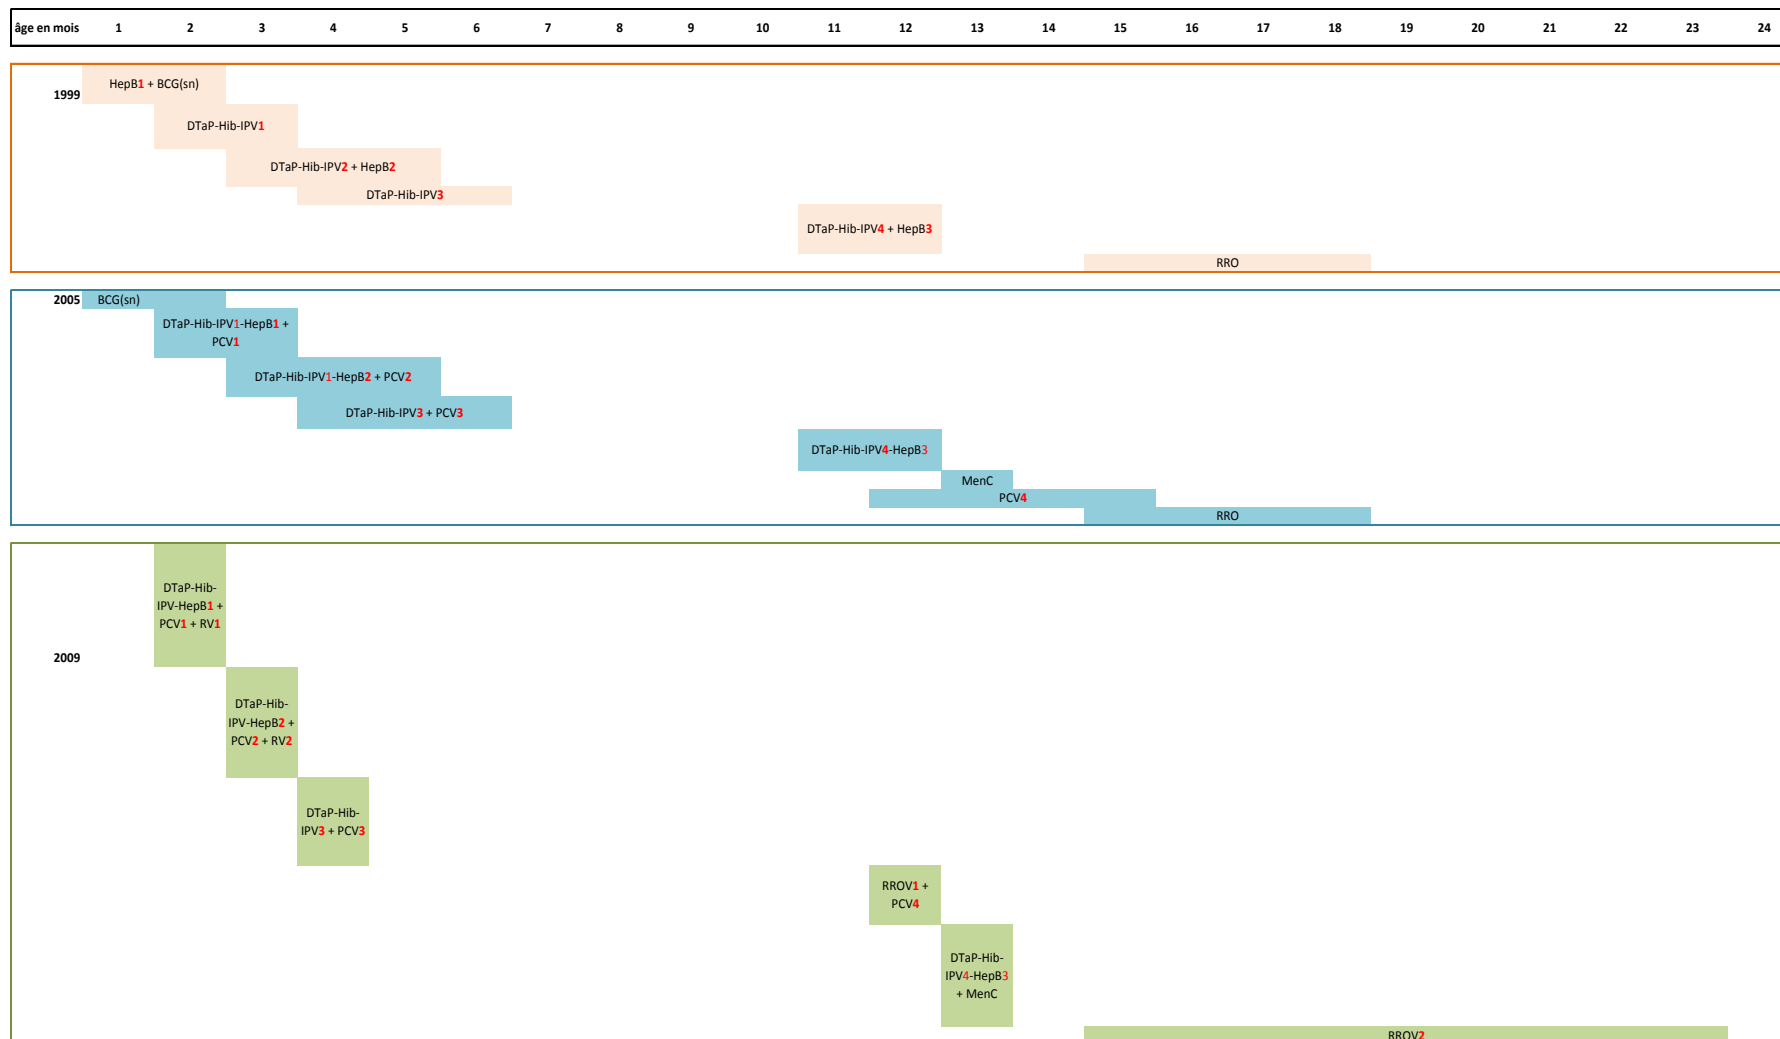 âge en mois 1 2 3 4 5 6 7 8 9 10 11 12 13 14 15 16 17 18 19 20 21 22 23 24
1999
HepB1 + BCG(sn)
DTaP-Hib-IPV1
DTaP-Hib-IPV2 + HepB2
DTaP-Hib-IPV3
DTaP-Hib-IPV4 + HepB3
RRO
2005
BCG(sn)
DTaP-Hib-IPV1-HepB1 +
PCV1
DTaP-Hib-IPV1-HepB2 + PCV2
DTaP-Hib-IPV3 + PCV3
DTaP-Hib-IPV4-HepB3
MenC
PCV4
RRO
2009
DTaP-Hib-
IPV-HepB1 +
PCV1 + RV1
DTaP-Hib-
IPV-HepB2 +
PCV2 + RV2
DTaP-Hib-
IPV3 + PCV3
RROV1 +
PCV4
DTaP-Hib-
IPV4-HepB3
+ MenC
RROV2